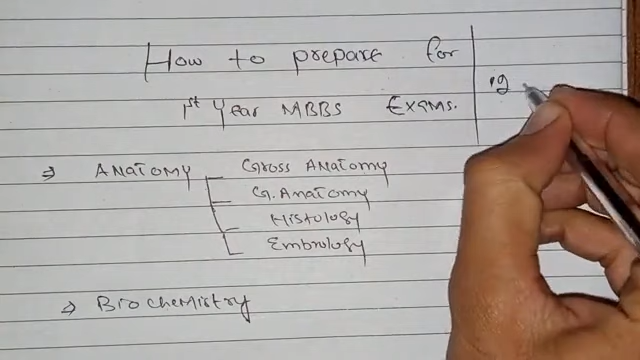 How to prepare for
1st Year MBBS Exams.
⇒ ANATOMY
Gross ANATOMY
G. ANATOMY
Histology
Embrology
⇒ Biochemistry